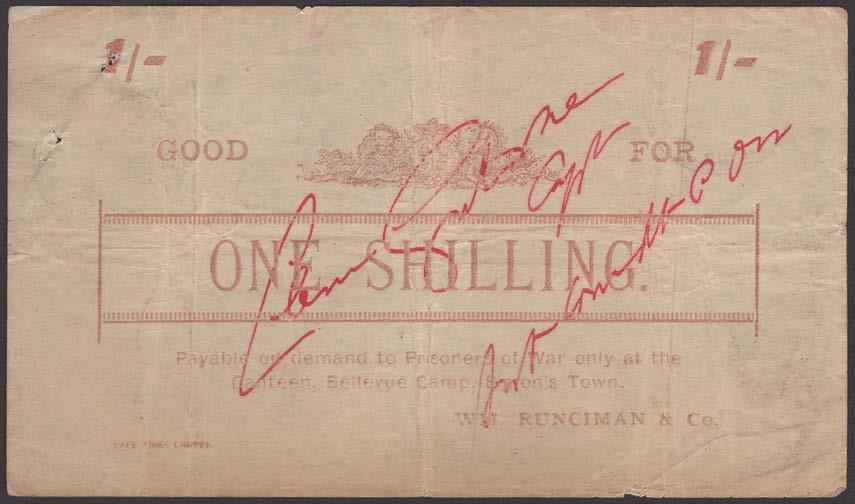 1/- 1/-
GOOD FOR
ONE SHILLING.
Payable on demand to Prisoners of War only at the
Canteen, Bellevue Camp, Simon's Town.
WM. RUNCIMAN & Co.
CAPE TIMES LIMITED.
Capt